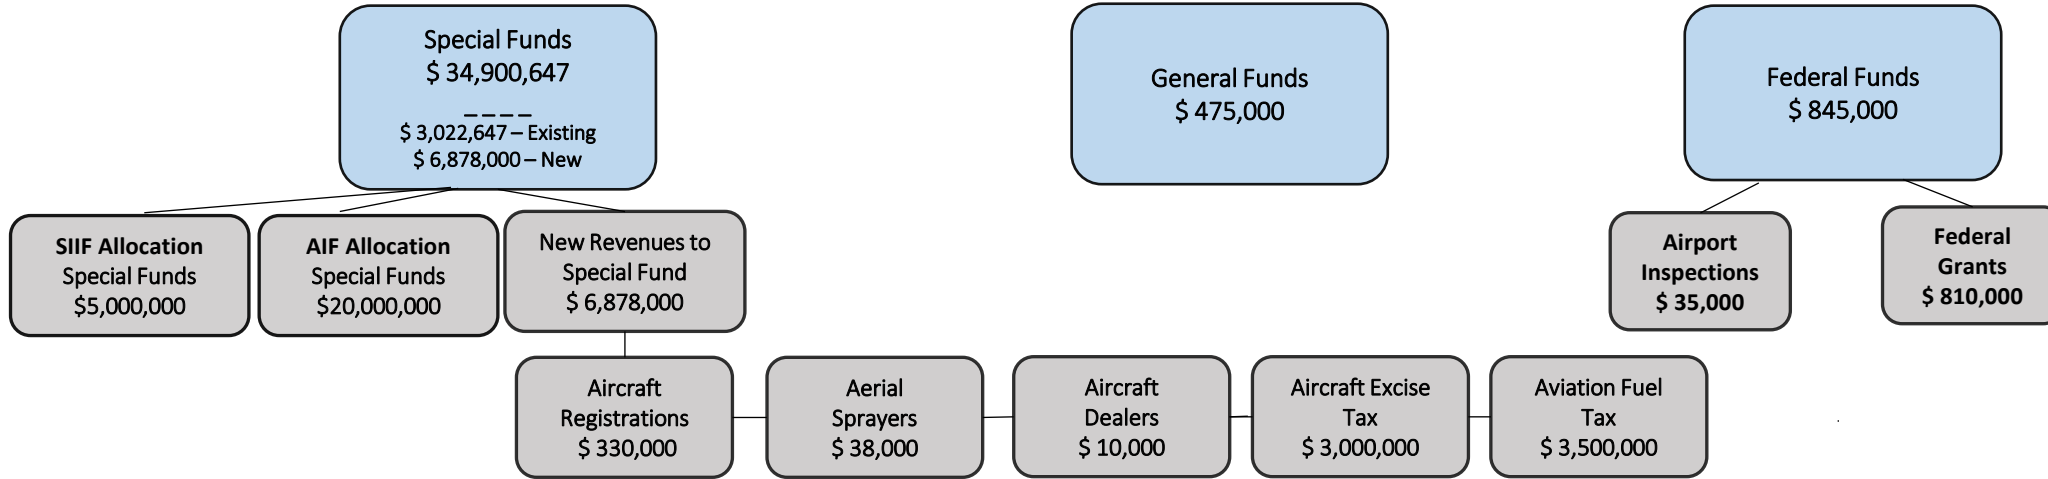 Special Funds
$ 34,900,647
____
$ 3,022,647 – Existing
$ 6,878,000 – New
General Funds
$ 475,000
Federal Funds
$ 845,000
SIIF Allocation
Special Funds
$5,000,000
AIF Allocation
Special Funds
$20,000,000
New Revenues to
Special Fund
$ 6,878,000
Airport
Inspections
$ 35,000
Federal
Grants
$ 810,000
Aircraft
Registrations
$ 330,000
Aerial
Sprayers
$ 38,000
Aircraft
Dealers
$ 10,000
Aircraft Excise
Tax
$ 3,000,000
Aviation Fuel
Tax
$ 3,500,000